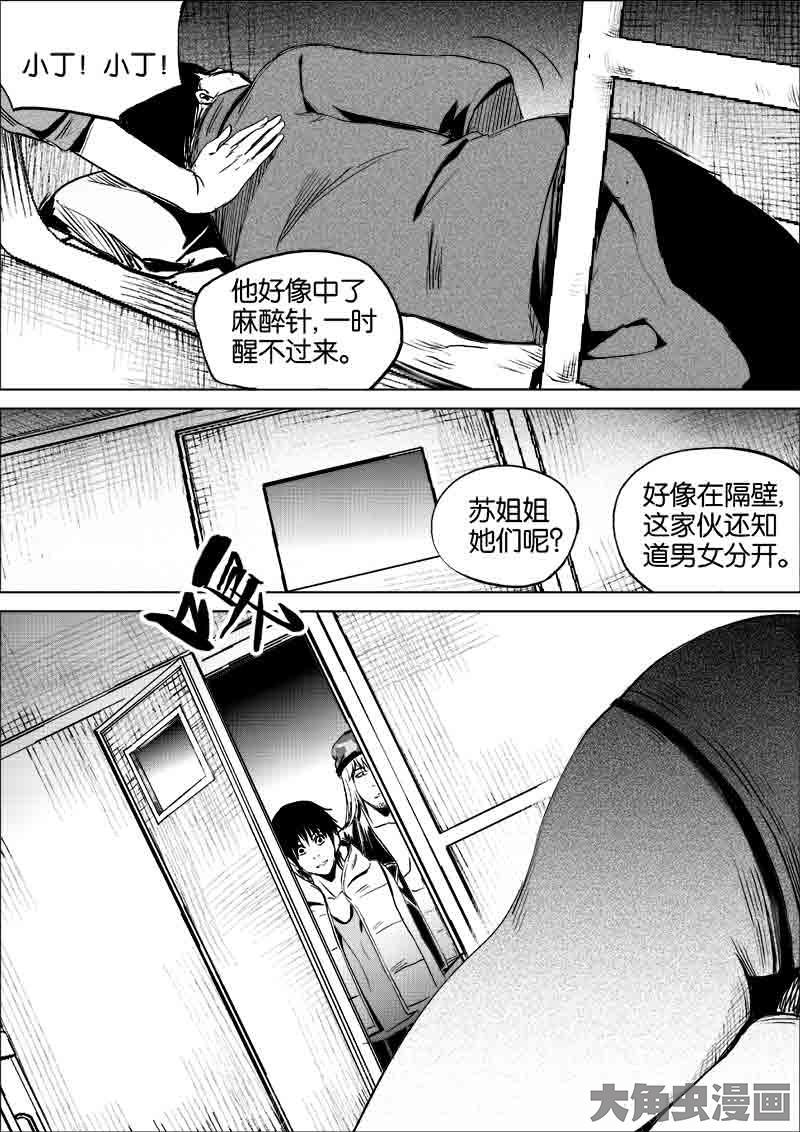 小丁！小丁！
他好像中了
麻醉针，一时
醒不过来。
苏姐姐
她们呢？
好像在隔壁，
这家伙还知
道男女分开。
大角虫漫画